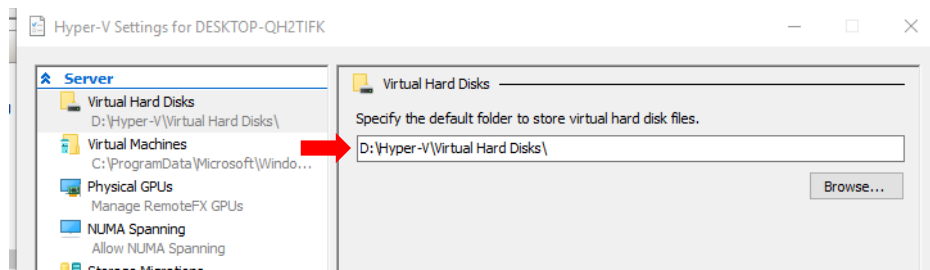 Hyper-V Settings for DESKTOP-QH2TIFK
Server
Virtual Hard Disks
D:\Hyper-V\Virtual Hard Disks\
Virtual Machines
C:\ProgramData\Microsoft\Windo...
Physical GPUs
Manage RemoteFX GPUs
NUMA Spanning
Allow NUMA Spanning
Storage Migrations
Virtual Hard Disks
Specify the default folder to store virtual hard disk files.
D:\Hyper-V\Virtual Hard Disks\
Browse...